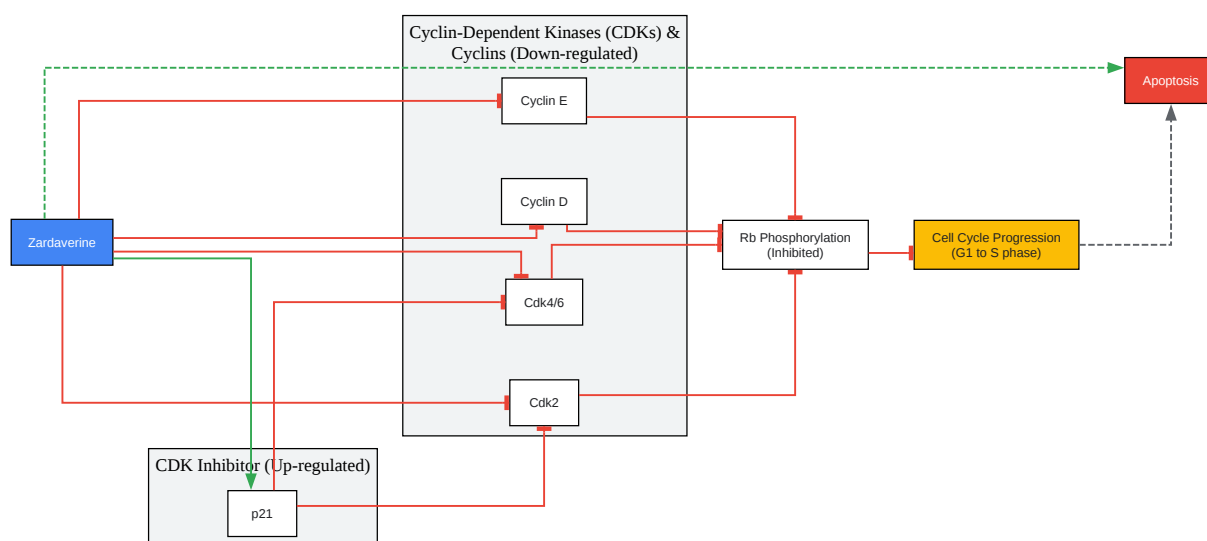 Cyclin-Dependent Kinases (CDKs) &
Cyclins (Down-regulated)
Cyclin E
Apoptosis
Cyclin D
Zardaverine
Rb Phosphorylation
(Inhibited)
Cell Cycle Progression
(G1 to S phase)
Cdk4/6
Cdk2
CDK Inhibitor (Up-regulated)
p21